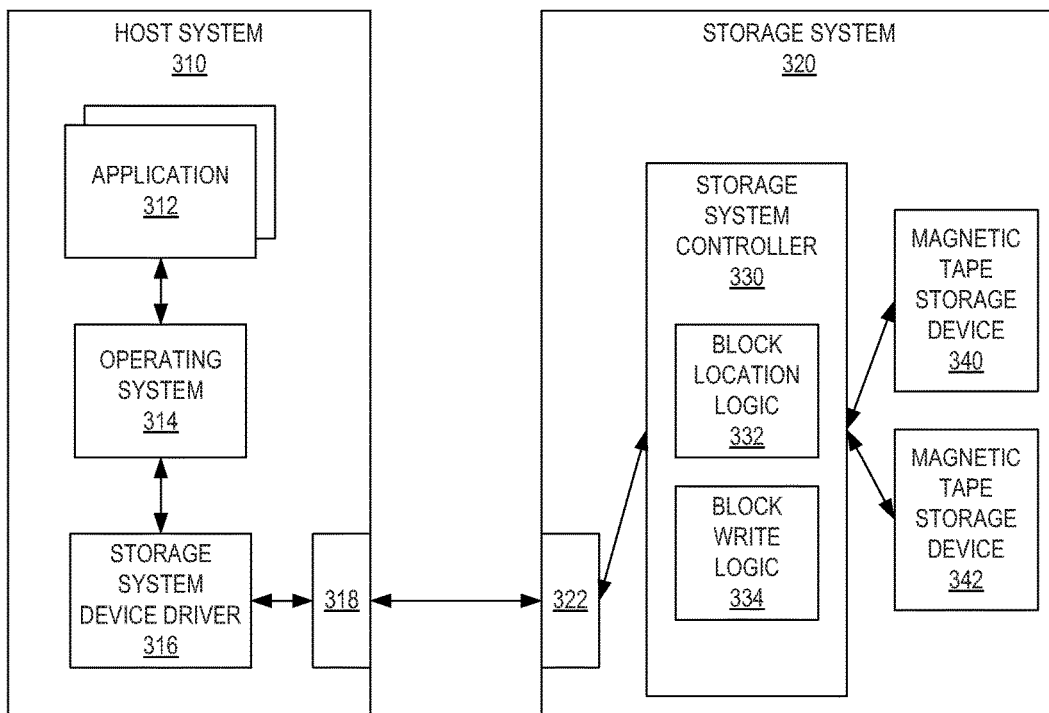 HOST SYSTEM
310
APPLICATION
312
OPERATING
SYSTEM
314
STORAGE
SYSTEM
DEVICE DRIVER
316
318
STORAGE SYSTEM
320
322
STORAGE
SYSTEM
CONTROLLER
330
BLOCK
LOCATION
LOGIC
332
BLOCK
WRITE
LOGIC
334
MAGNETIC
TAPE
STORAGE
DEVICE
340
MAGNETIC
TAPE
STORAGE
DEVICE
342